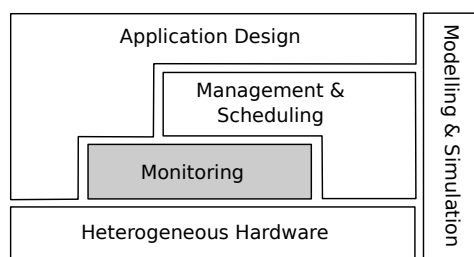 Application Design
Management &
Scheduling
Monitoring
Heterogeneous Hardware
Modelling & Simulation